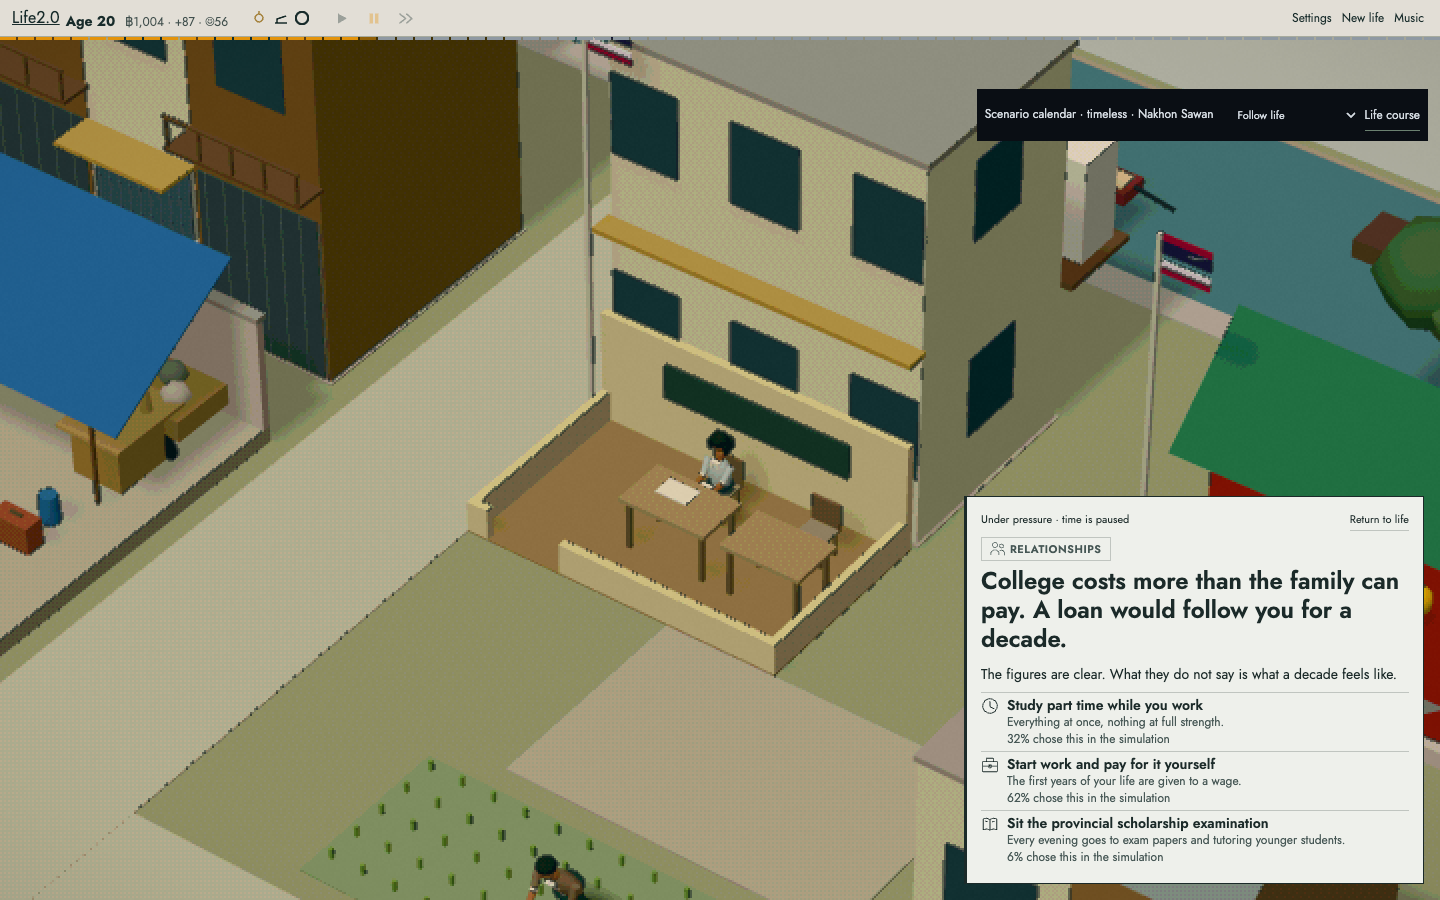 Life2.0 Age 20 ฿1,004 · +87 · ☺56
Settings New life Music
Scenario calendar · timeless · Nakhon Sawan Follow life Life course
Under pressure · time is paused Return to life
RELATIONSHIPS
College costs more than the family can
pay. A loan would follow you for a
decade.
The figures are clear. What they do not say is what a decade feels like.
Study part time while you work
Everything at once, nothing at full strength.
32% chose this in the simulation
Start work and pay for it yourself
The first years of your life are given to a wage.
62% chose this in the simulation
Sit the provincial scholarship examination
Every evening goes to exam papers and tutoring younger students.
6% chose this in the simulation